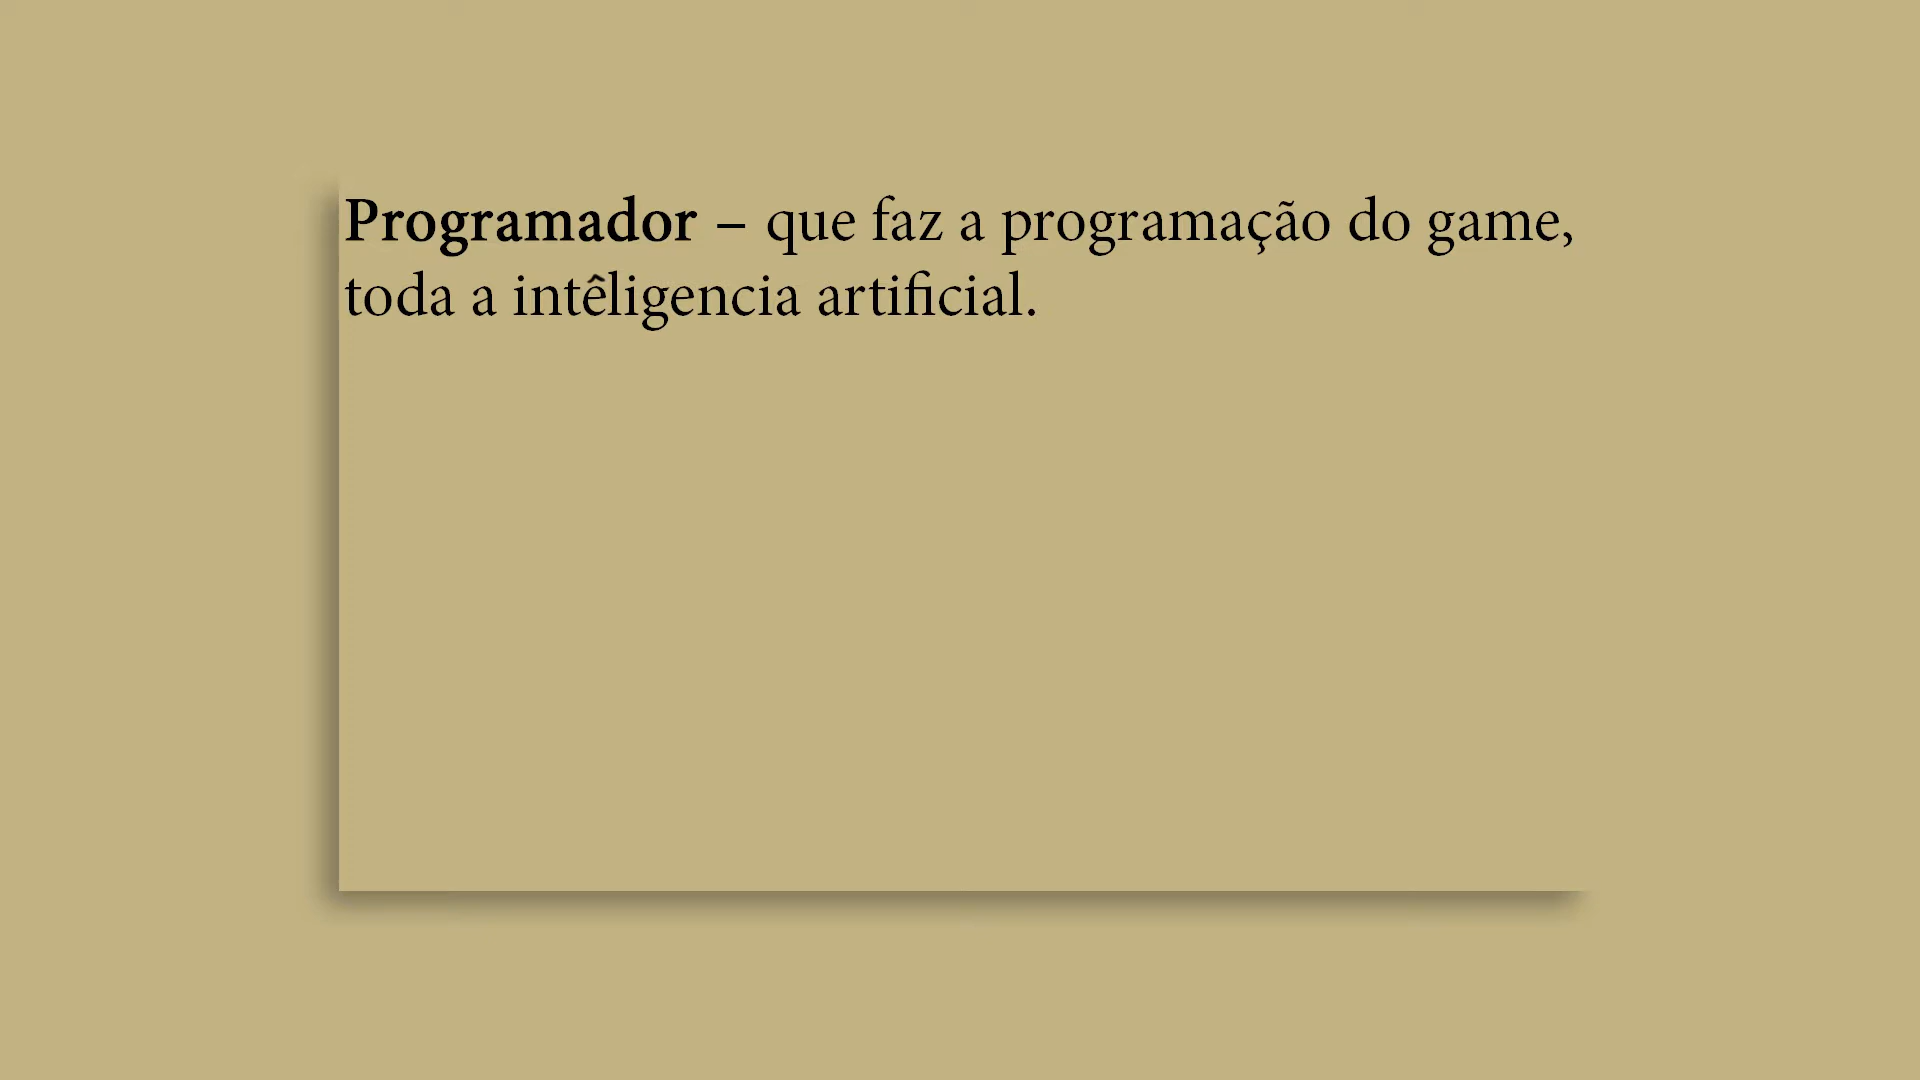 Programador – que faz a programação do game,
toda a intêligencia artificial.